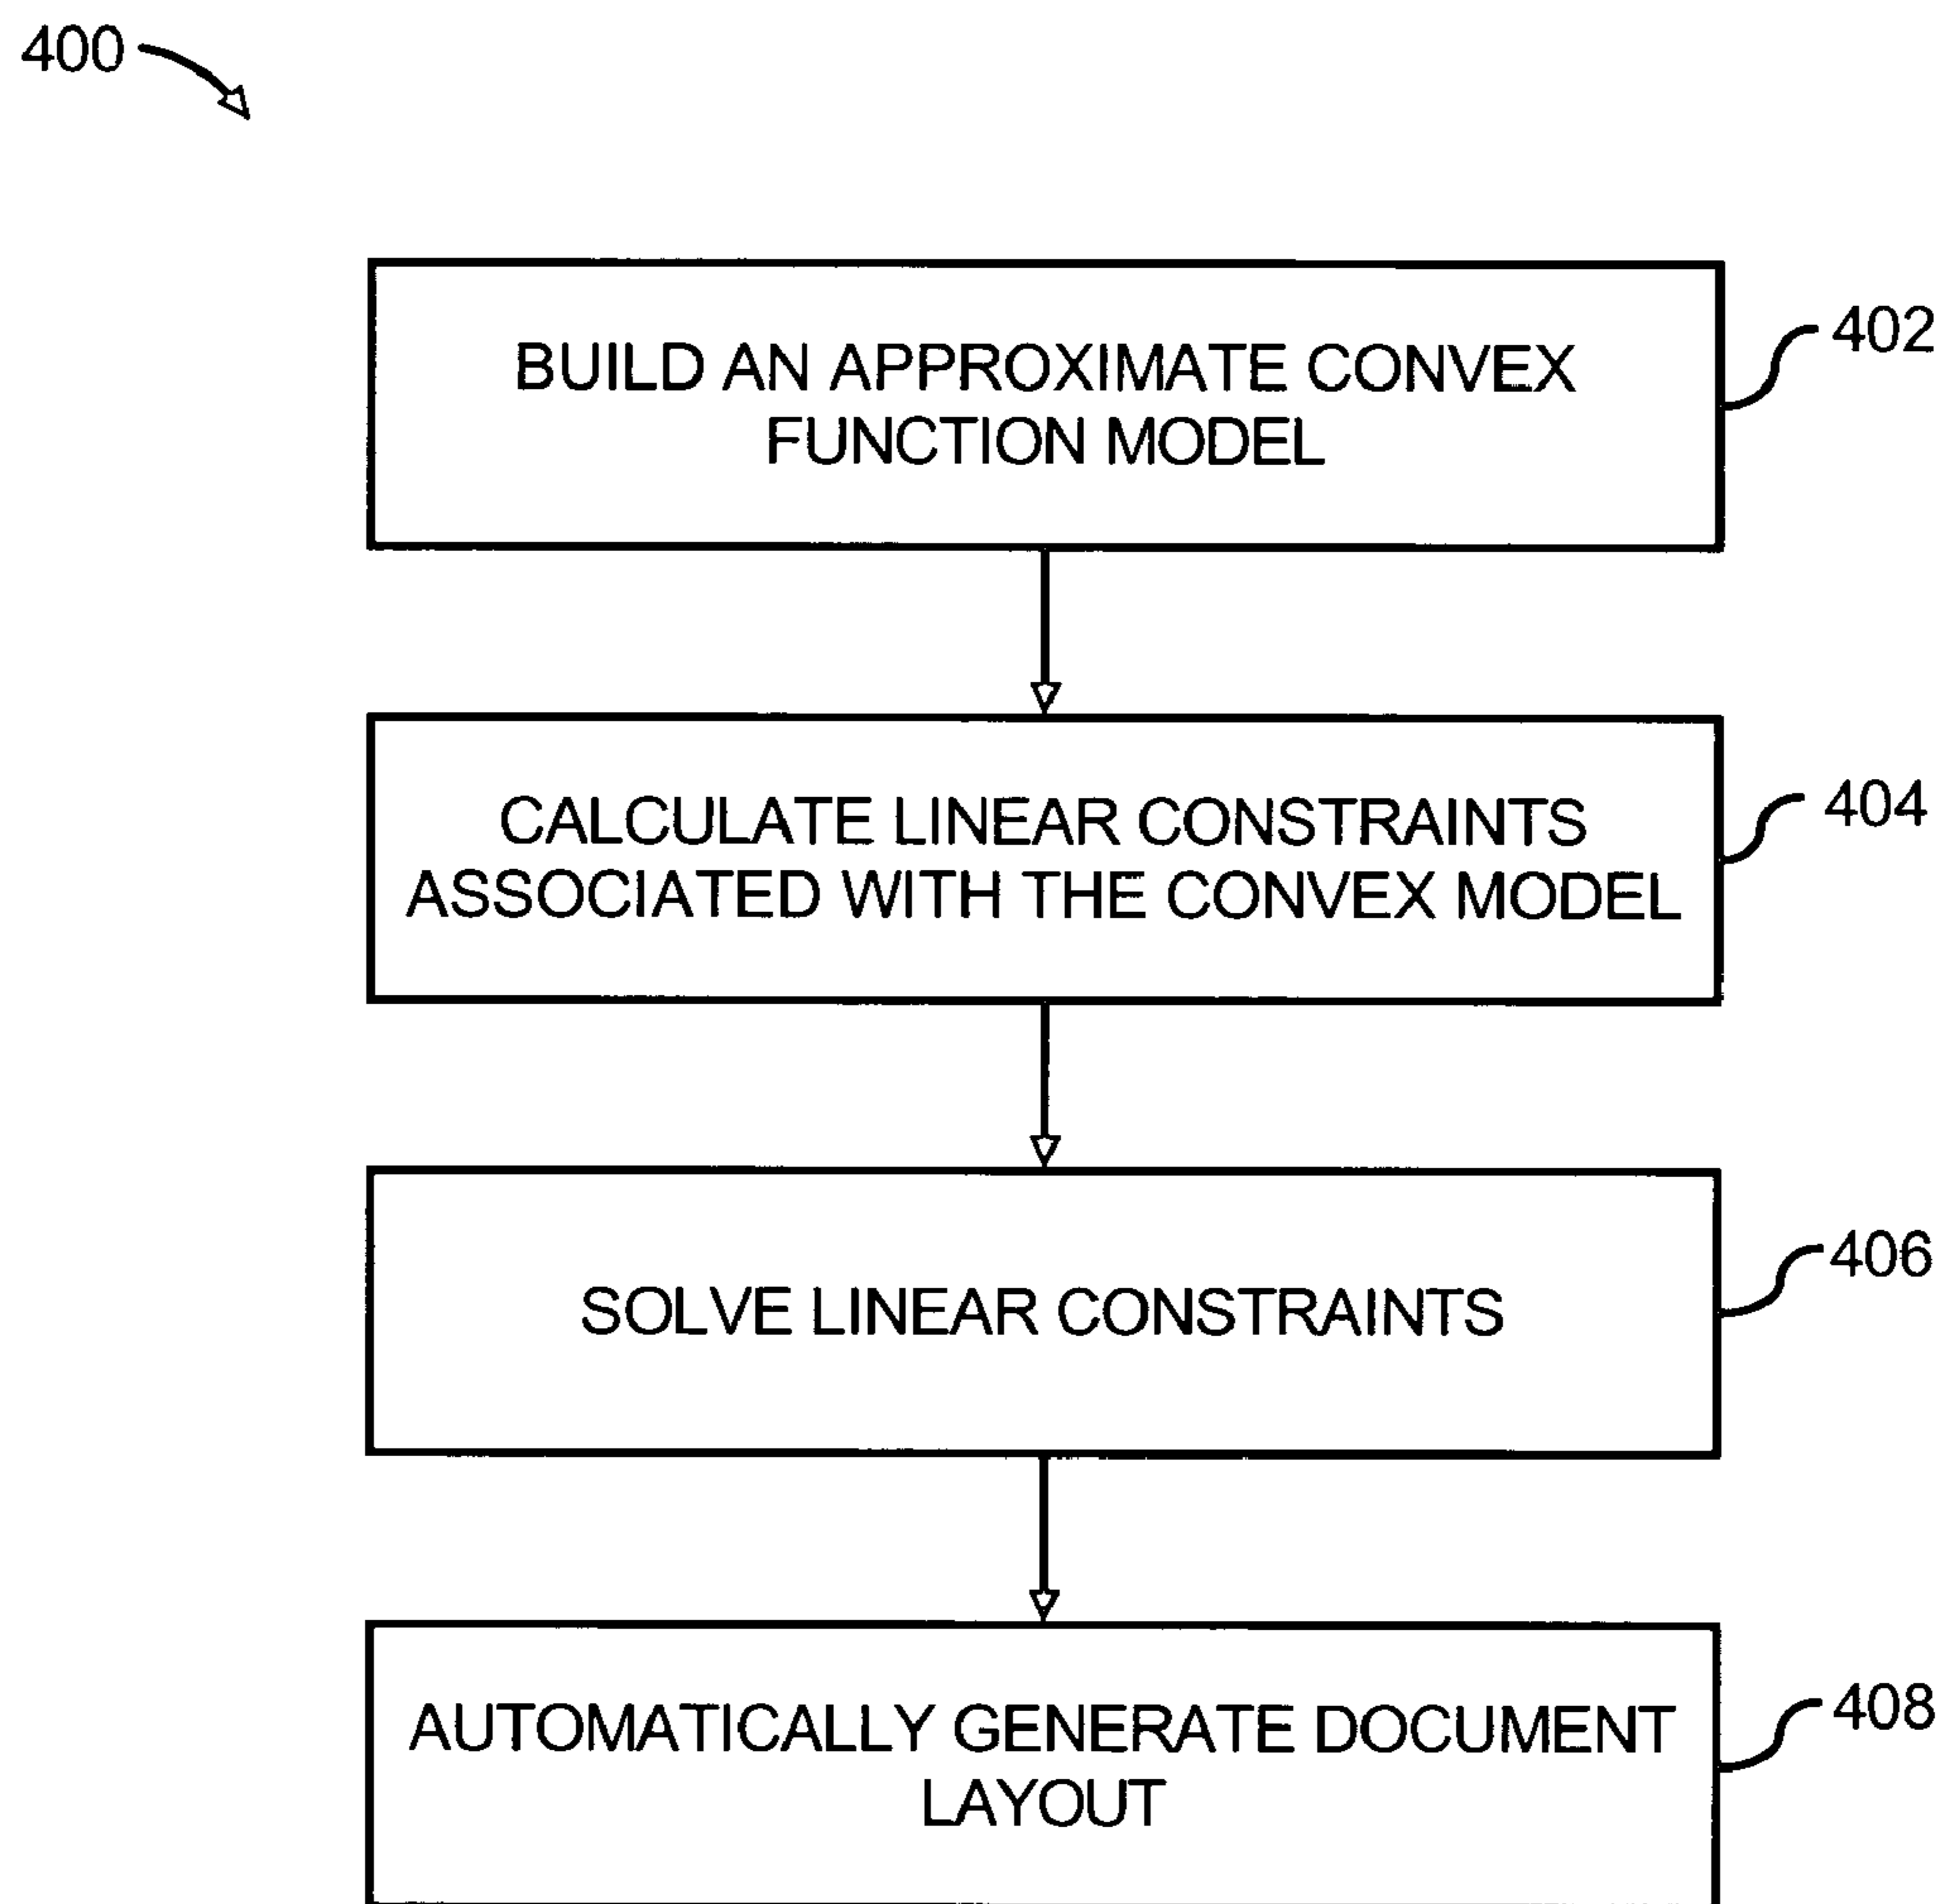 400
BUILD AN APPROXIMATE CONVEX
FUNCTION MODEL
402
CALCULATE LINEAR CONSTRAINTS
ASSOCIATED WITH THE CONVEX MODEL
404
SOLVE LINEAR CONSTRAINTS
406
AUTOMATICALLY GENERATE DOCUMENT
LAYOUT
408